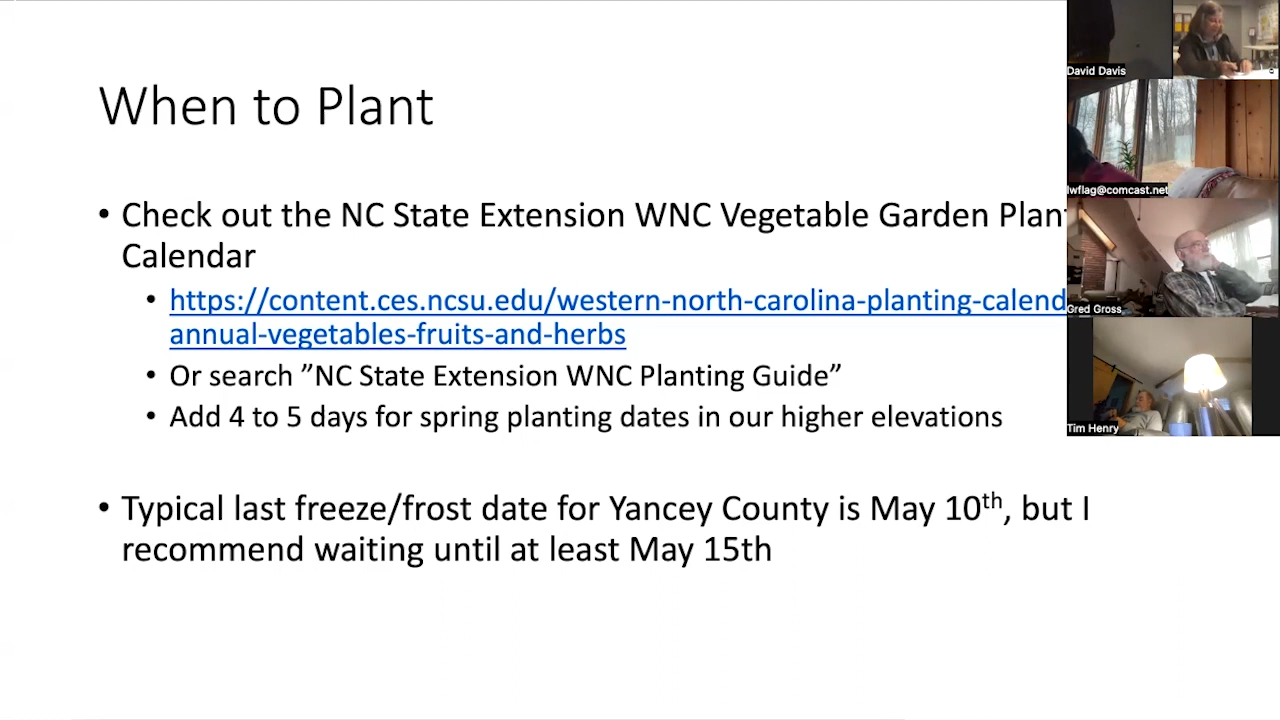 When to Plant
• Check out the NC State Extension WNC Vegetable Garden
Calendar
• https://content.ces.ncsu.edu/western-north-carolina-planting-calend
annual-vegetables-fruits-and-herbs
• Or search ”NC State Extension WNC Planting Guide”
• Add 4 to 5 days for spring planting dates in our higher elevations
• Typical last freeze/frost date for Yancey County is May 10th, but I
recommend waiting until at least May 15th
David Davis
lwflag@comcast.net
Gred Gross
Tim Henry